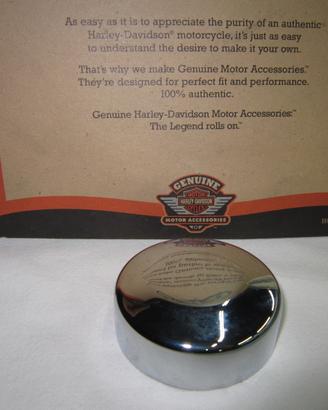 As easy as it is to appreciate the purity of an authentic
Harley-Davidson® motorcycle, it's just as easy
to understand the desire to make it your own.
That's why we make Genuine Motor Accessories.™
They're designed for perfect fit and performance.
100% authentic.
Genuine Harley-Davidson Motor Accessories:™
The Legend rolls on.™
GENUINE
MOTOR
HARLEY-DAVIDSON
CYCLES
MOTOR ACCESSORIES